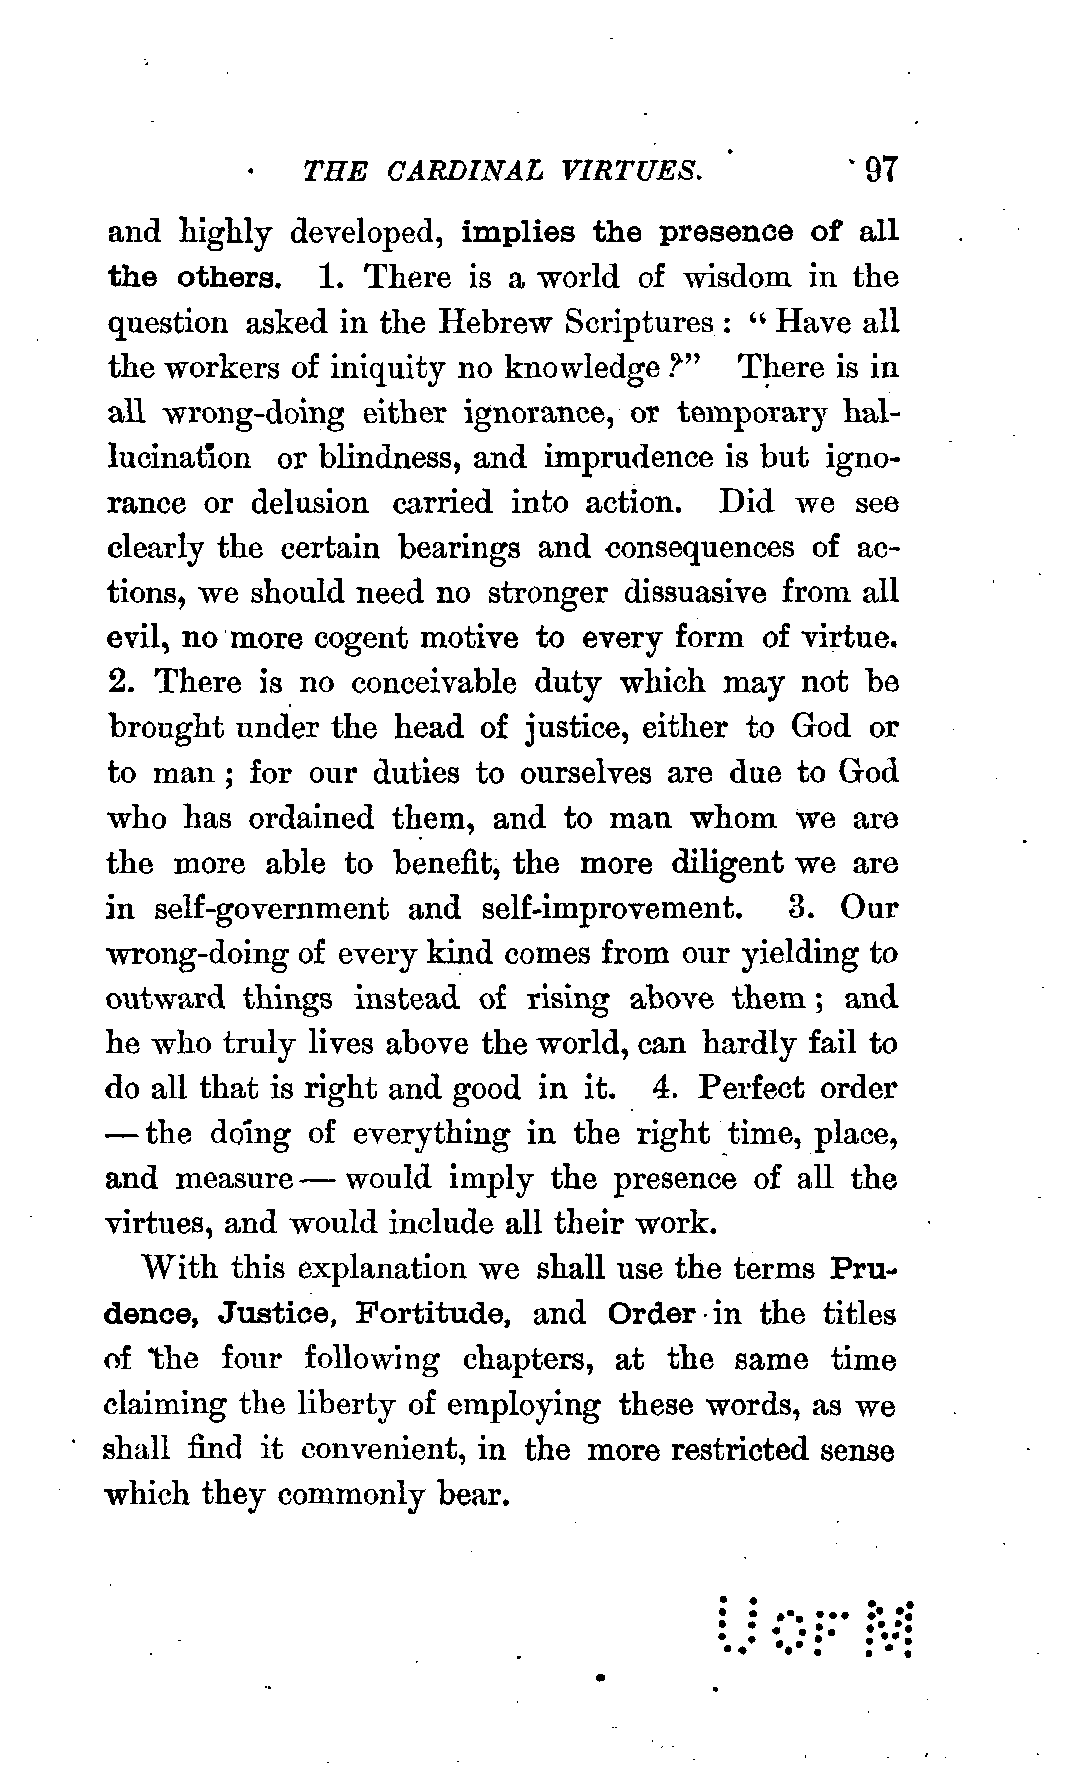 THE CARDINAL VIRTUES. 97
and highly developed, implies the presence of all
the others. 1. There is a world of wisdom in the
question asked in the Hebrew Scriptures : “ Have all
the workers of iniquity no knowledge ?” There is in
all wrong-doing either ignorance, or temporary hal-
lucination or blindness, and imprudence is but igno-
rance or delusion carried into action. Did we see
clearly the certain bearings and consequences of ac-
tions, we should need no stronger dissuasive from all
evil, no more cogent motive to every form of virtue.
2. There is no conceivable duty which may not be
brought under the head of justice, either to God or
to man ; for our duties to ourselves are due to God
who has ordained them, and to man whom we are
the more able to benefit, the more diligent we are
in self-government and self-improvement. 3. Our
wrong-doing of every kind comes from our yielding to
outward things instead of rising above them ; and
he who truly lives above the world, can hardly fail to
do all that is right and good in it. 4. Perfect order
— the doing of everything in the right time, place,
and measure — would imply the presence of all the
virtues, and would include all their work.
With this explanation we shall use the terms Pru-
dence, Justice, Fortitude, and Order in the titles
of the four following chapters, at the same time
claiming the liberty of employing these words, as we
shall find it convenient, in the more restricted sense
which they commonly bear.
U OF M